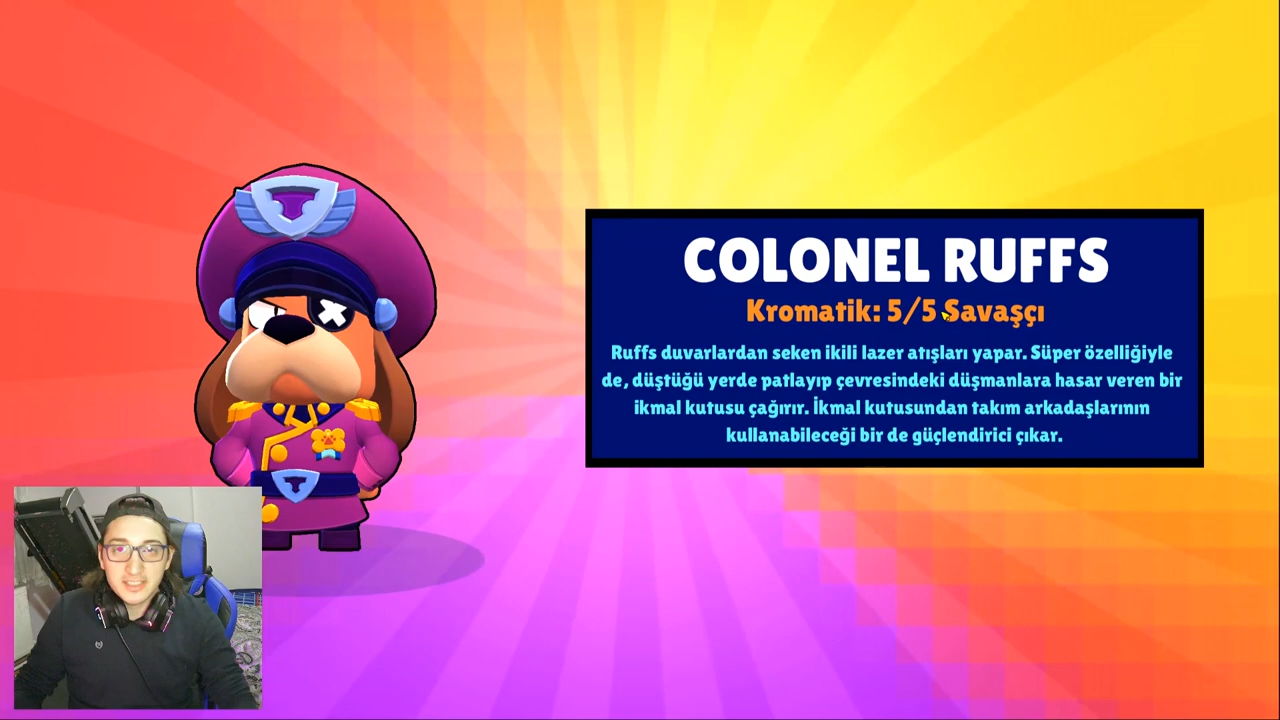 COLONEL RUFFS
Kromatik: 5/5 Savaşçı
Ruffs duvarlardan seken ikili lazer atışları yapar. Süper özelliğiyle
de, düştüğü yerde patlayıp çevresindeki düşmanlara hasar veren bir
ikmal kutusu çağırır. İkmal kutusundan takım arkadaşlarının
kullanabileceği bir de güçlendirici çıkar.